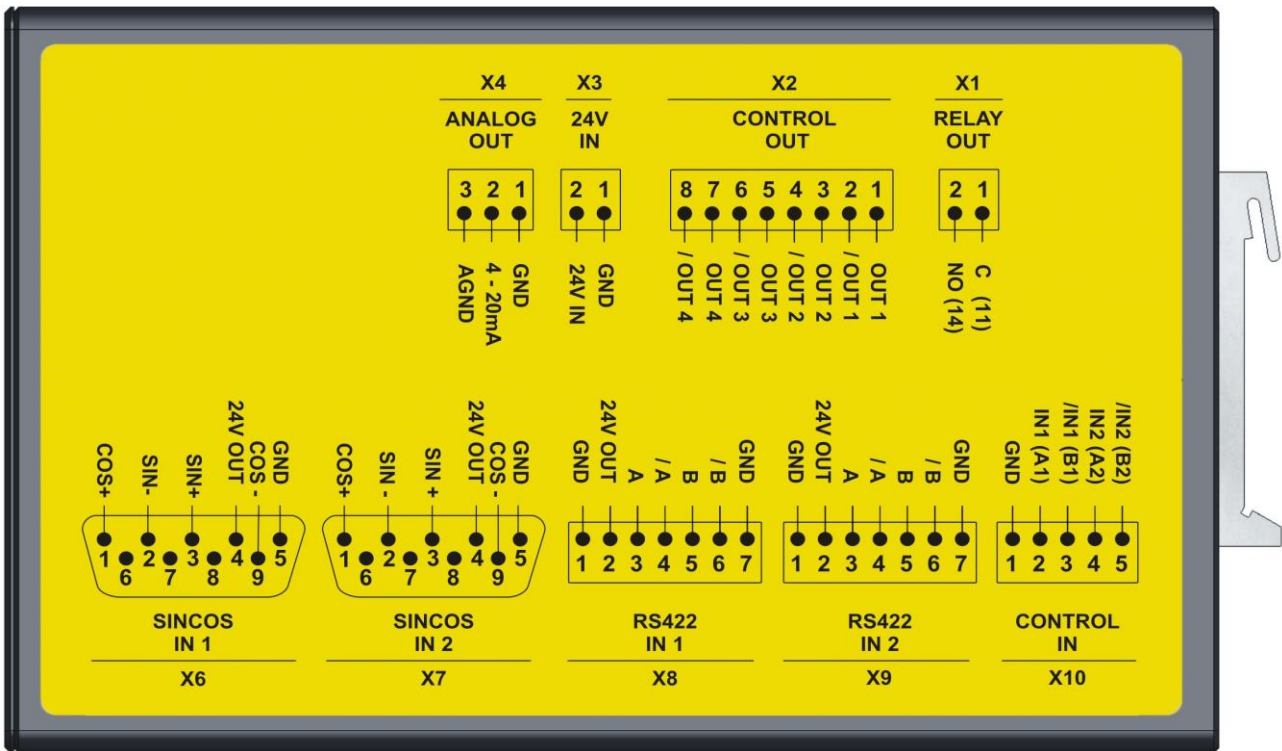 X4 X3 X2 X1
ANALOG OUT 24V IN CONTROL OUT RELAY OUT
3 2 1 2 1 8 7 6 5 4 3 2 1 2 1
AGND 4 - 20mA GND 24V IN GND / OUT 4 OUT 4 / OUT 3 OUT 3 / OUT 2 OUT 2 / OUT 1 OUT 1 NO (14) C (11)
COS+ SIN- SIN+ 24V OUT COS - GND COS+ SIN - SIN + 24V OUT COS - GND GND 24V OUT A / A B / B GND GND 24V OUT A / A B / B GND GND IN1 (A1) /IN1 (B1) IN2 (A2) /IN2 (B2)
1 6 2 7 3 8 4 9 5 1 6 2 7 3 8 4 9 5 1 2 3 4 5 6 7 1 2 3 4 5 6 7 1 2 3 4 5
SINCOS SINCOS RS422 RS422 CONTROL
IN 1 IN 2 IN 1 IN 2 IN
X6 X7 X8 X9 X10